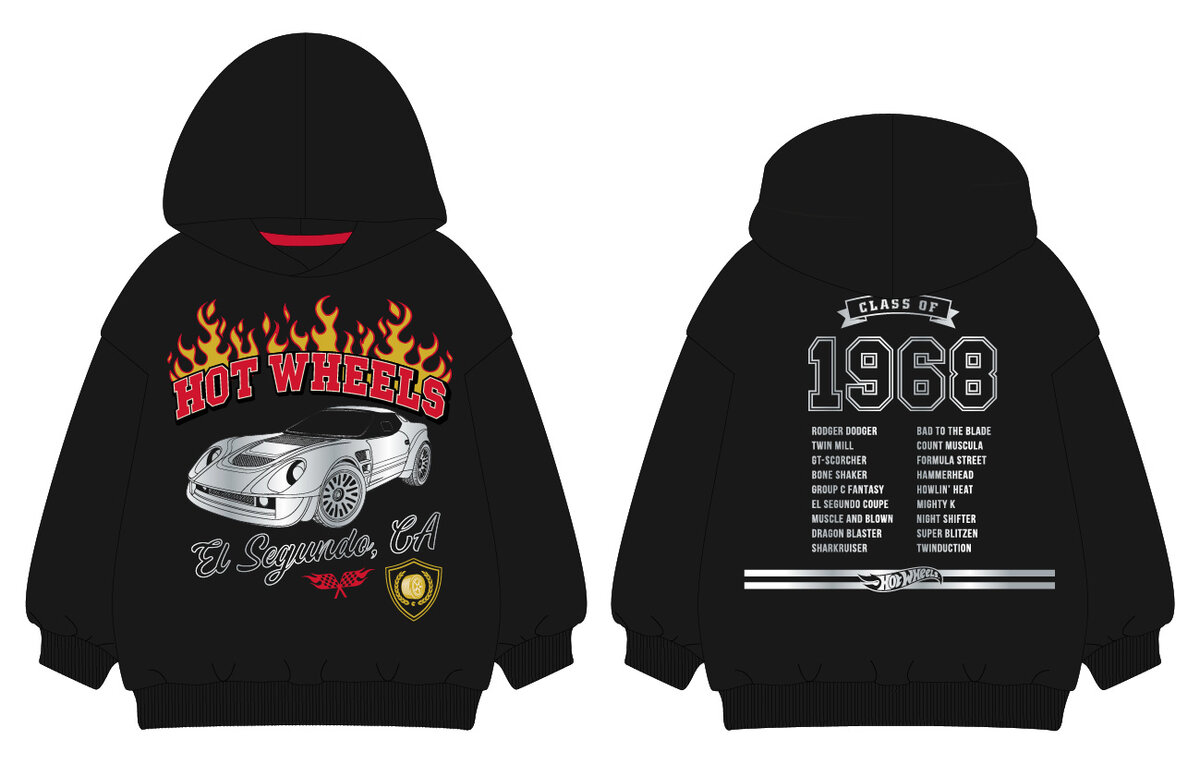 HOT WHEELS
El Segundo, CA
CLASS OF
1968
RODGER DODGER
TWIN MILL
GT-SCORCHER
BONE SHAKER
GROUP C FANTASY
EL SEGUNDO COUPE
MUSCLE AND BLOWN
DRAGON BLASTER
SHARKRUISER
BAD TO THE BLADE
COUNT MUSCULA
FORMULA STREET
HAMMERHEAD
HOWLIN' HEAT
MIGHTY K
NIGHT SHIFTER
SUPER BLITZEN
TWINDUCTION
HOT WHEELS